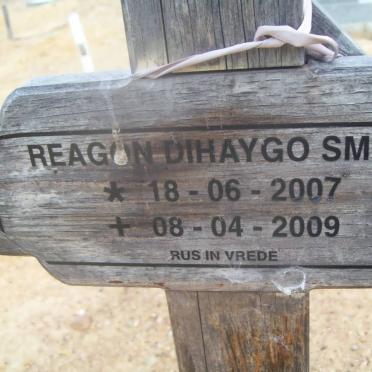 REAGON DIHAYGO SM
* 18 - 06 - 2007
+ 08 - 04 - 2009
RUS IN VREDE